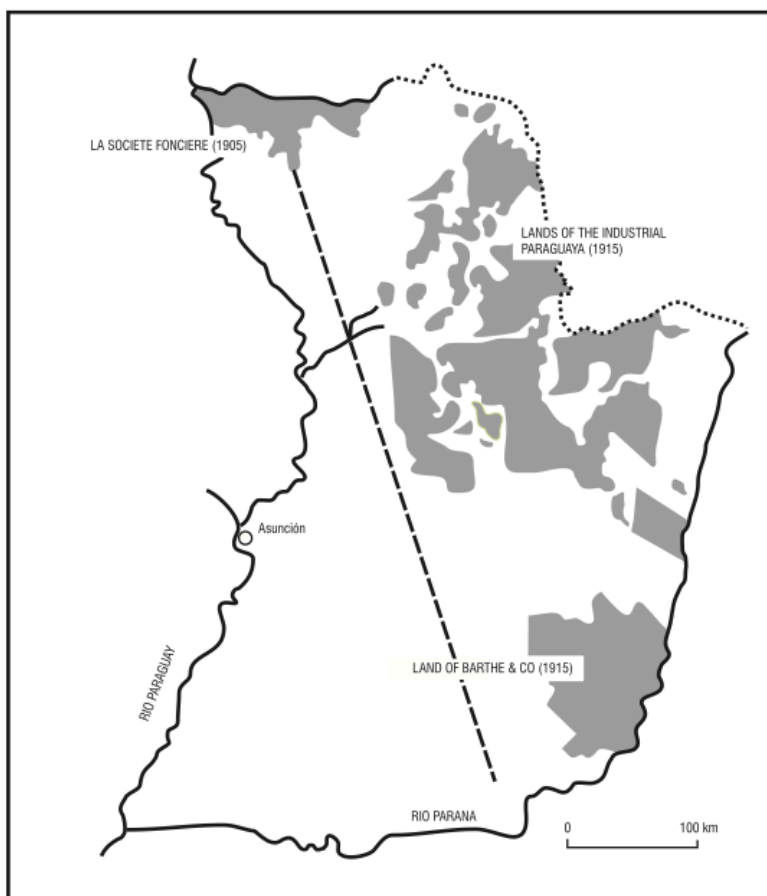 LA SOCIETE FONCIERE (1905)
LANDS OF THE INDUSTRIAL
PARAGUAYA (1915)
Asunción
RIO PARAGUAY
LAND OF BARTHE & CO (1915)
RIO PARANA
0 100 km